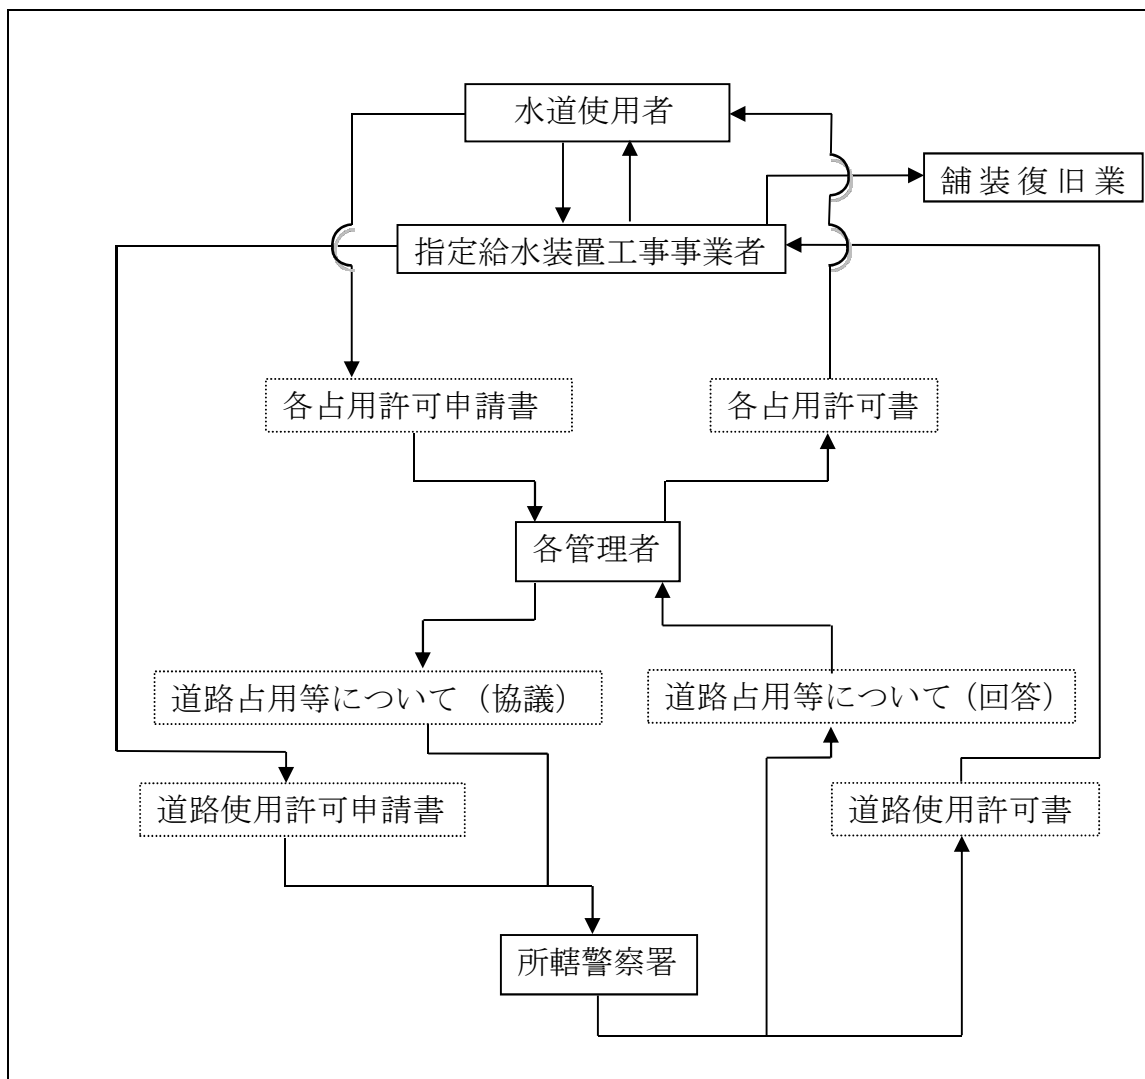 水道使用者
舗装復旧業
指定給水装置工事事業者
各占用許可申請書
各占用許可書
各管理者
道路占用等について（協議）
道路占用等について（回答）
道路使用許可申請書
道路使用許可書
所轄警察署